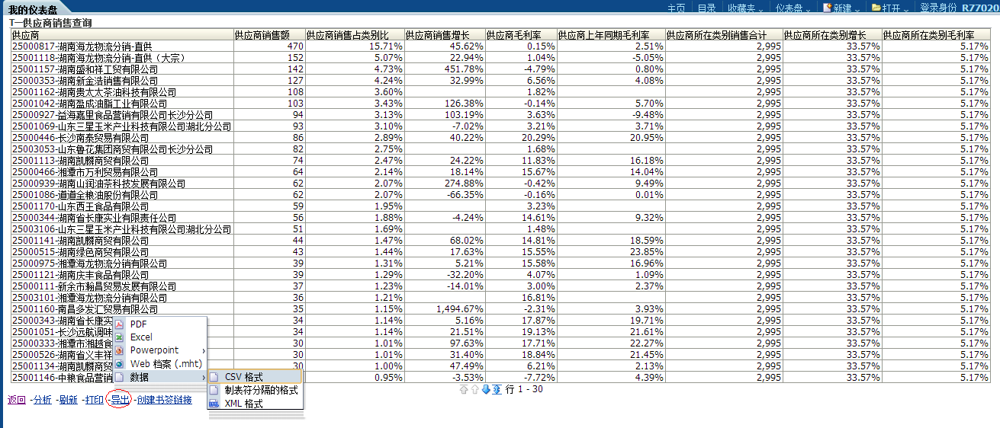 我的仪表盘 主页 目录 收藏夹 仪表盘 新建 打开 登录身份 R77020
T—供应商销售查询
供应商 供应商销售额 供应商销售占类别比 供应商销售增长 供应商毛利率 供应商上年同期毛利率 供应商所在类别销售合计 供应商所在类别增长 供应商所在类别毛利率
25000817-湖南海龙物流分销-直供 470 15.71% 45.62% 0.15% 2.51% 2,995 33.57% 5.17%
25001118-湖南海龙物流分销-直供（大宗） 152 5.07% 22.94% 1.04% -5.05% 2,995 33.57% 5.17%
25001157-湖南盛和祥工贸有限公司 142 4.73% 451.78% -4.79% 0.80% 2,995 33.57% 5.17%
25000353-湖南新金浩销售有限公司 127 4.24% 32.99% 6.56% 4.08% 2,995 33.57% 5.17%
25001162-湖南贵太太茶油科技有限公司 108 3.60% 1.82% 2,995 33.57% 5.17%
25001042-湖南盈成油脂工业有限公司 103 3.43% 126.38% -0.14% 5.70% 2,995 33.57% 5.17%
25000927-益海嘉里食品营销有限公司长沙分公司 94 3.13% 103.19% 3.63% -9.48% 2,995 33.57% 5.17%
25001069-山东三星玉米产业科技有限公司湖北分公司 93 3.10% -7.02% 3.21% 3.71% 2,995 33.57% 5.17%
25000446-长沙南泰贸易有限公司 86 2.89% 40.22% 20.29% 20.95% 2,995 33.57% 5.17%
25003053-山东鲁花集团商贸有限公司长沙分公司 82 2.75% 1.68% 2,995 33.57% 5.17%
25001113-湖南凯麟商贸有限公司 74 2.47% 24.22% 11.83% 16.18% 2,995 33.57% 5.17%
25000466-湘潭市万利贸易有限公司 64 2.14% 18.14% 15.67% 14.04% 2,995 33.57% 5.17%
25000939-湖南山润油茶科技发展有限公司 62 2.07% 274.88% -0.42% 9.49% 2,995 33.57% 5.17%
25001086-道道全粮油股份有限公司 62 2.07% -66.35% -0.16% 0.01% 2,995 33.57% 5.17%
25001170-山东西王食品有限公司 59 1.95% 3.23% 2,995 33.57% 5.17%
25000344-湖南省长康实业有限责任公司 56 1.88% -4.24% 14.61% 9.32% 2,995 33.57% 5.17%
25003106-山东三星玉米产业科技有限公司湖北分公司 51 1.69% 1.48% 2,995 33.57% 5.17%
25001141-湖南凯麟商贸有限公司 44 1.47% 68.02% 14.81% 18.59% 2,995 33.57% 5.17%
25000515-湖南绿色商贸有限公司 43 1.44% 17.63% 15.55% 23.85% 2,995 33.57% 5.17%
25000975-湘潭海龙物流分销有限公司 39 1.31% 5.21% 15.58% 16.96% 2,995 33.57% 5.17%
25001121-湖南庆丰食品有限公司 39 1.29% -32.20% 4.07% 1.09% 2,995 33.57% 5.17%
25000111-新余市瀚昌贸易发展有限公司 37 1.23% -14.01% 3.00% 2.37% 2,995 33.57% 5.17%
25003101-湘潭海龙物流分销有限公司 36 1.21% 16.81% 2,995 33.57% 5.17%
25001160-南昌多发汇贸易有限公司 35 1.15% 1,494.67% -2.31% 3.93% 2,995 33.57% 5.17%
25000343-湖南省长康实 34 1.14% 5.16% 17.87% 19.71% 2,995 33.57% 5.17%
25001051-长沙远航调味 34 1.14% 21.51% 19.13% 21.61% 2,995 33.57% 5.17%
25000333-湘潭市湘越食 30 1.01% 97.63% 17.71% 22.27% 2,995 33.57% 5.17%
25000526-湖南省义丰祥 30 1.01% 31.40% 18.84% 21.45% 2,995 33.57% 5.17%
25001134-湖南凯麟商贸 30 1.00% 47.49% 6.21% 2.13% 2,995 33.57% 5.17%
25001146-中粮食品营销 0.95% -3.53% -7.72% 4.39% 2,995 33.57% 5.17%
PDF
Excel
Powerpoint
Web 档案 (.mht)
数据
CSV 格式
制表符分隔的格式
XML 格式
行 1 - 30
返回 -分析 -刷新 -打印 -导出 -创建书签链接